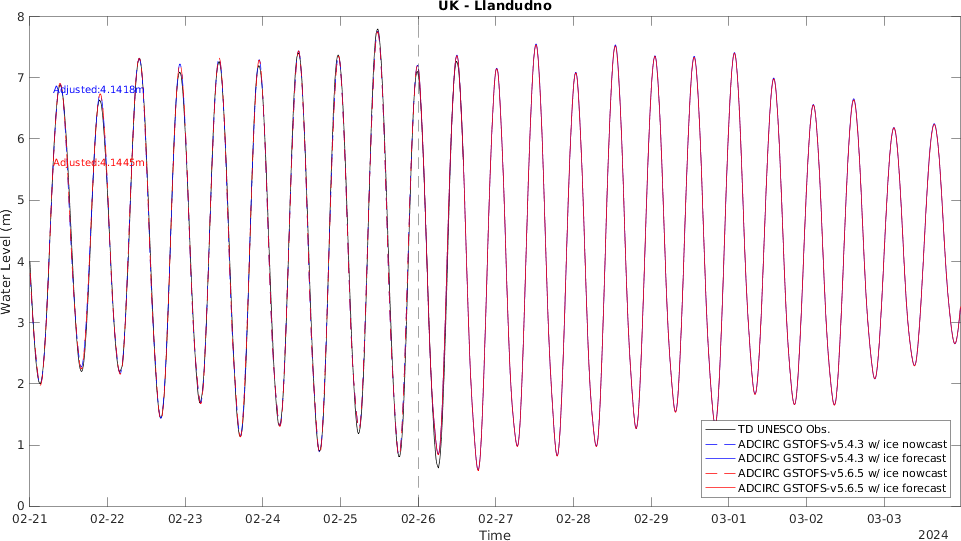 UK - Llandudno
8
7
6
5
4
3
2
1
0
Water Level (m)
Adjusted:4.1418m
Adjusted:4.1445m
TD UNESCO Obs.
ADCIRC GSTOFS-v5.4.3 w/ ice nowcast
ADCIRC GSTOFS-v5.4.3 w/ ice forecast
ADCIRC GSTOFS-v5.6.5 w/ ice nowcast
ADCIRC GSTOFS-v5.6.5 w/ ice forecast
02-21 02-22 02-23 02-24 02-25 02-26 02-27 02-28 02-29 03-01 03-02 03-03
Time
2024